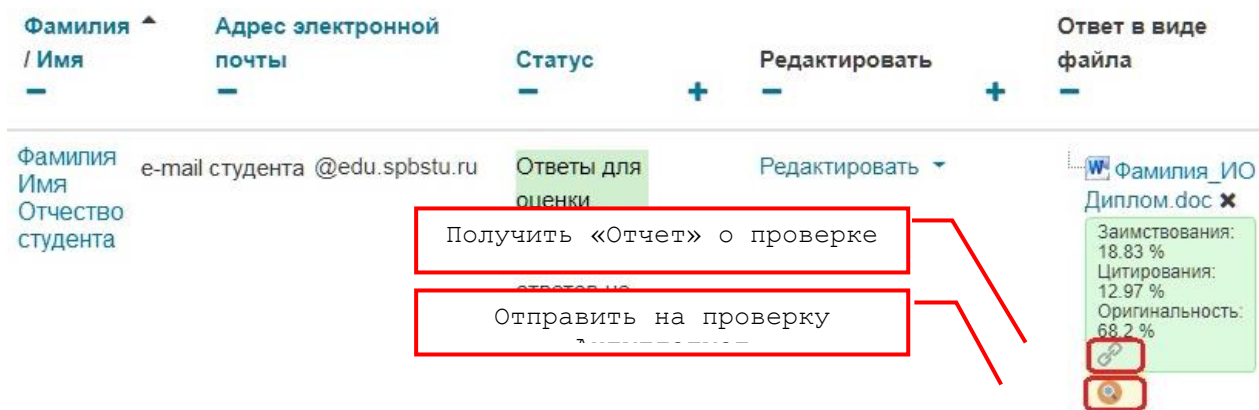 Фамилия / Имя
Адрес электронной почты
Статус
Редактировать
Ответ в виде файла
Фамилия
Имя
Отчество
студента
e-mail студента @edu.spbstu.ru
Ответы для
оценки
Редактировать
Фамилия_ИО
Диплом.doc
Заимствования:
18.83 %
Цитирования:
12.97 %
Оригинальность:
68.2 %
Получить «Отчет» о проверке
Отправить на проверку